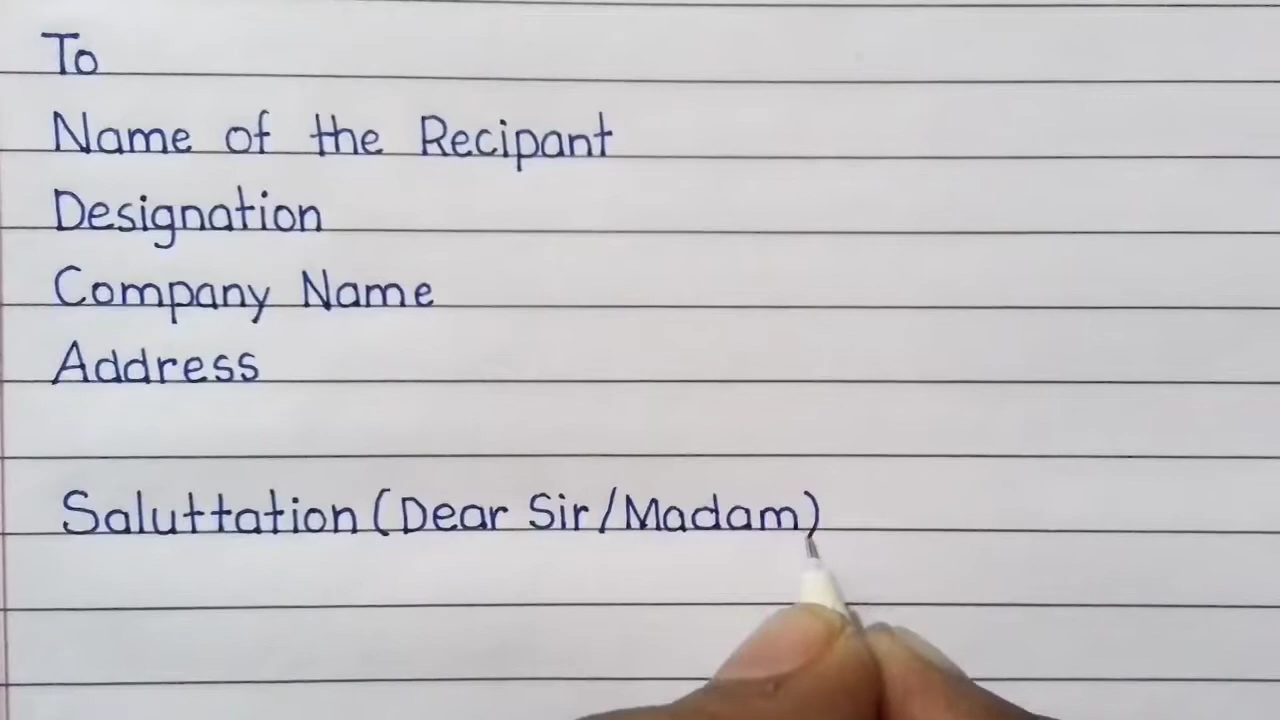 To
Name of the Recipant
Designation
Company Name
Address
Saluttation (Dear Sir/Madam)